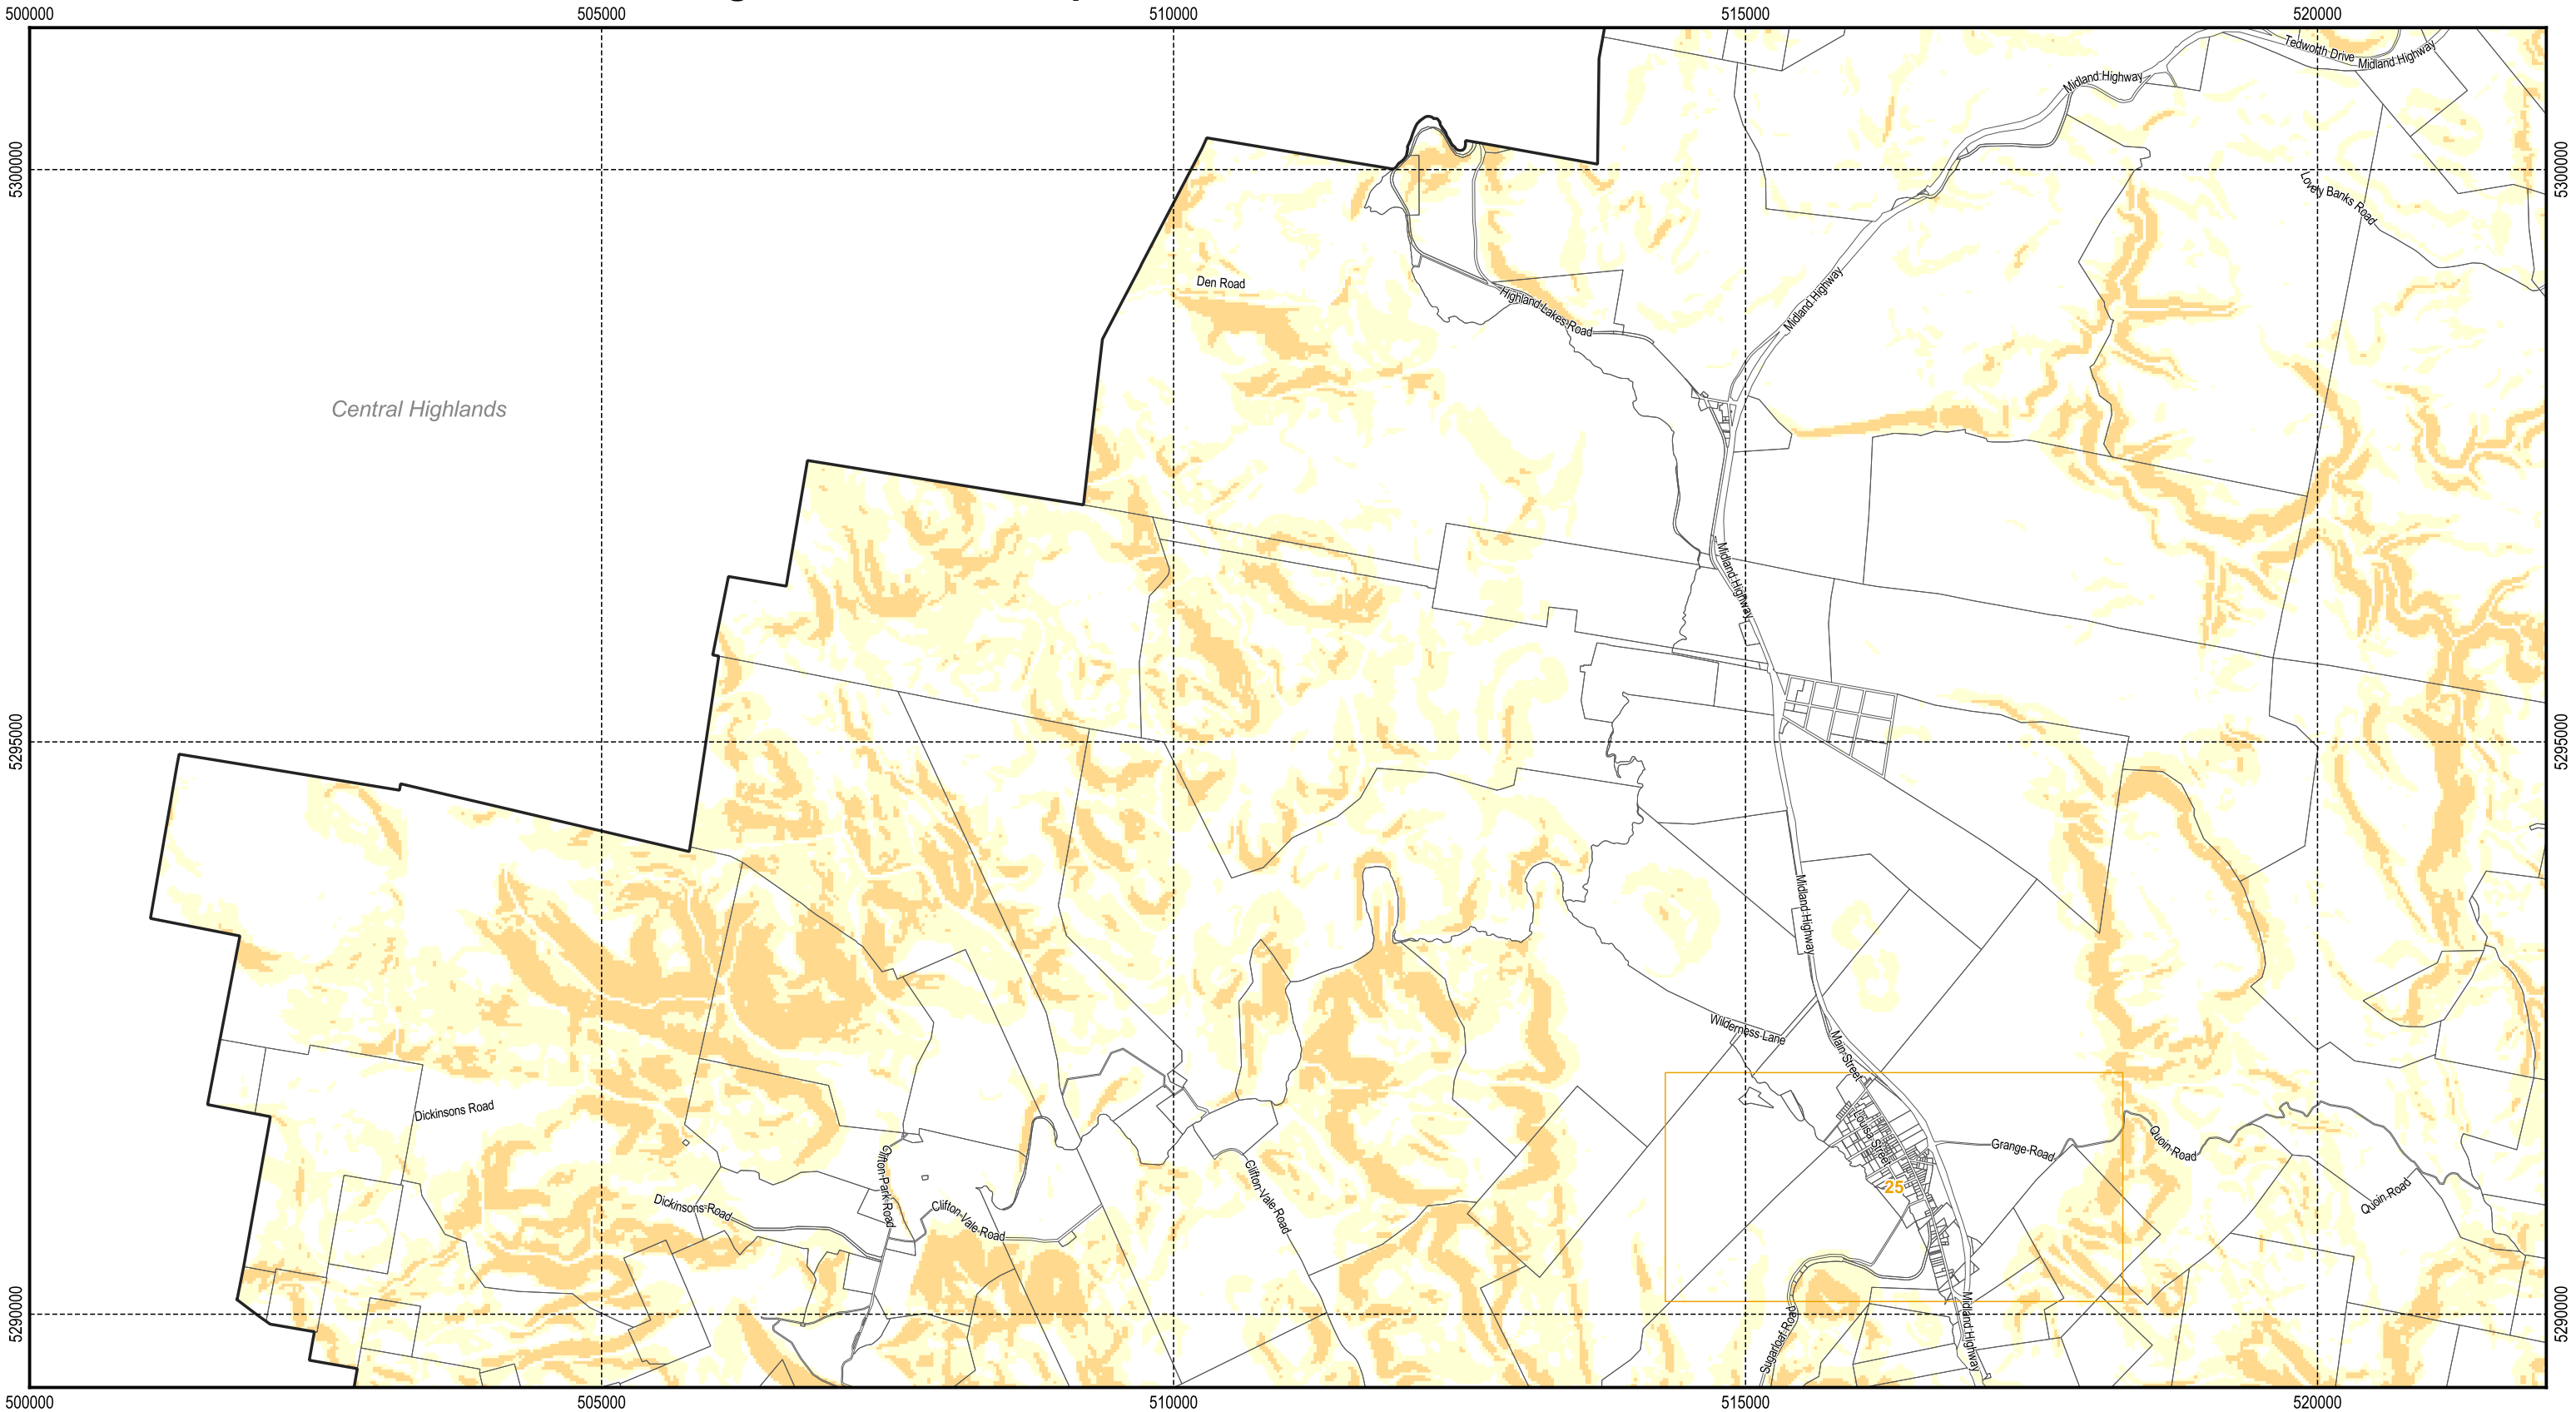 500000
505000
510000
515000
520000
Tedworth Drive
Midland Highway
Midland Highway
5300000
5300000
Lovely Banks Road
Den Road
Highland Lakes Road
Midland Highway
Central Highlands
Midland Highway
5295000
5295000
Midland Highway
Wilderness Lane
Main Street
Dickinsons Road
Louisa Street
Grange Road
Quoin Road
Clifton Park Road
Clifton Vale Road
25
Quoin Road
Dickinsons Road
Clifton Vale Road
5290000
5290000
Sugarloaf Road
Midland Highway
500000
505000
510000
515000
520000